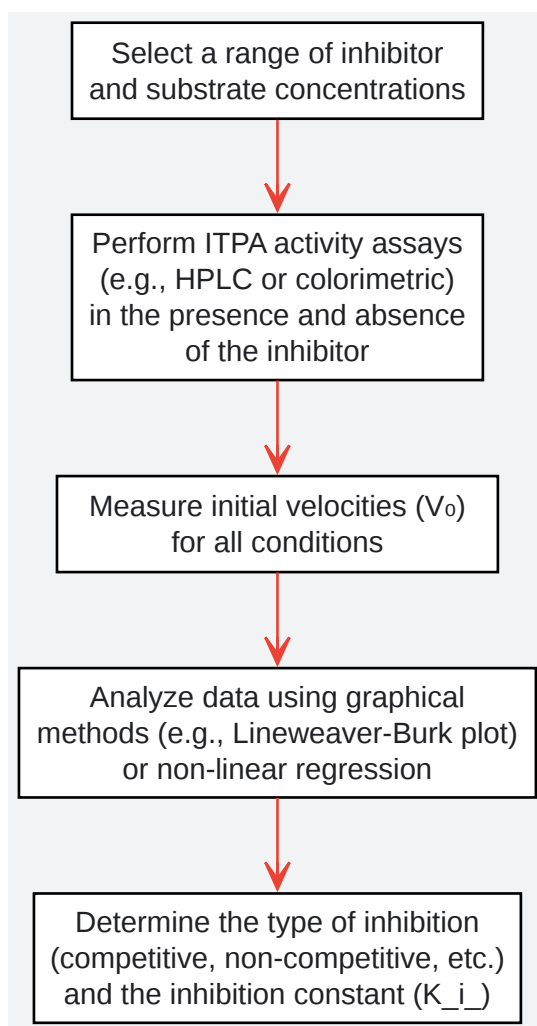 Select a range of inhibitor
and substrate concentrations
Perform ITPA activity assays
(e.g., HPLC or colorimetric)
in the presence and absence
of the inhibitor
Measure initial velocities (V₀)
for all conditions
Analyze data using graphical
methods (e.g., Lineweaver-Burk plot)
or non-linear regression
Determine the type of inhibition
(competitive, non-competitive, etc.)
and the inhibition constant (K_i_)